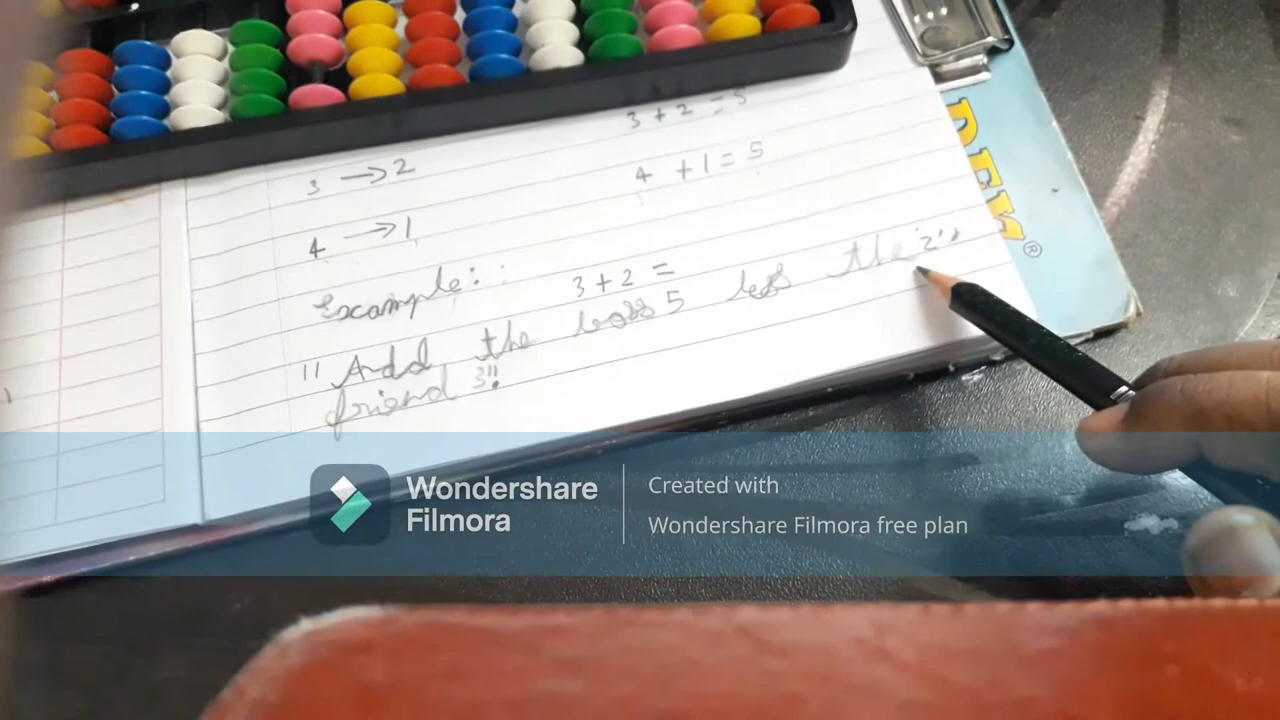 3 + 2 = 5
3 → 2
4 + 1 = 5
4 → 1
Example:
3 + 2 =
"Add the boss 5 less the 2's
friend 3"
DEV®
Wondershare
Filmora
Created with
Wondershare Filmora free plan